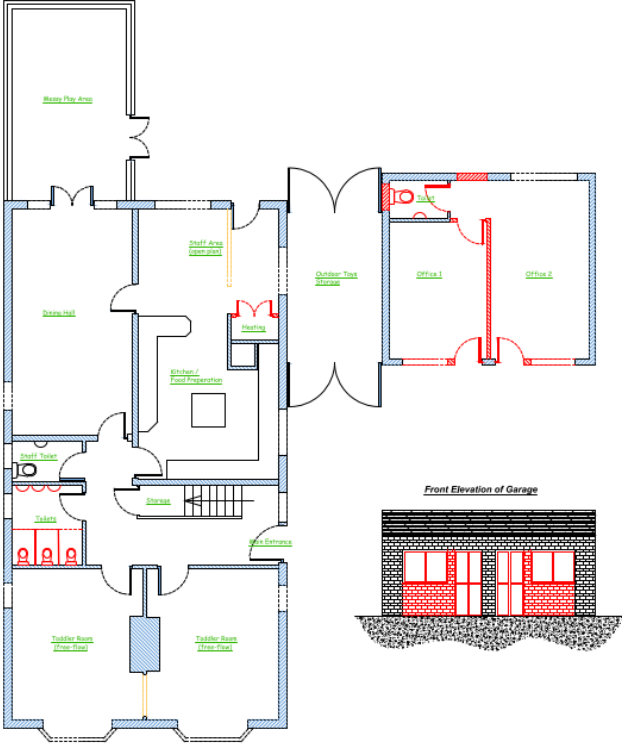 Messy Play Area
Toilet
Staff Area
(open plan)
Office 1
Office 2
Outdoor Toys
Storage
Dining Hall
Heating
Kitchen /
Food Preperation
Staff Toilet
Front Elevation of Garage
Storage
Toilets
Main Entrance
Toddler Room
(free-flow)
Toddler Room
(free-flow)